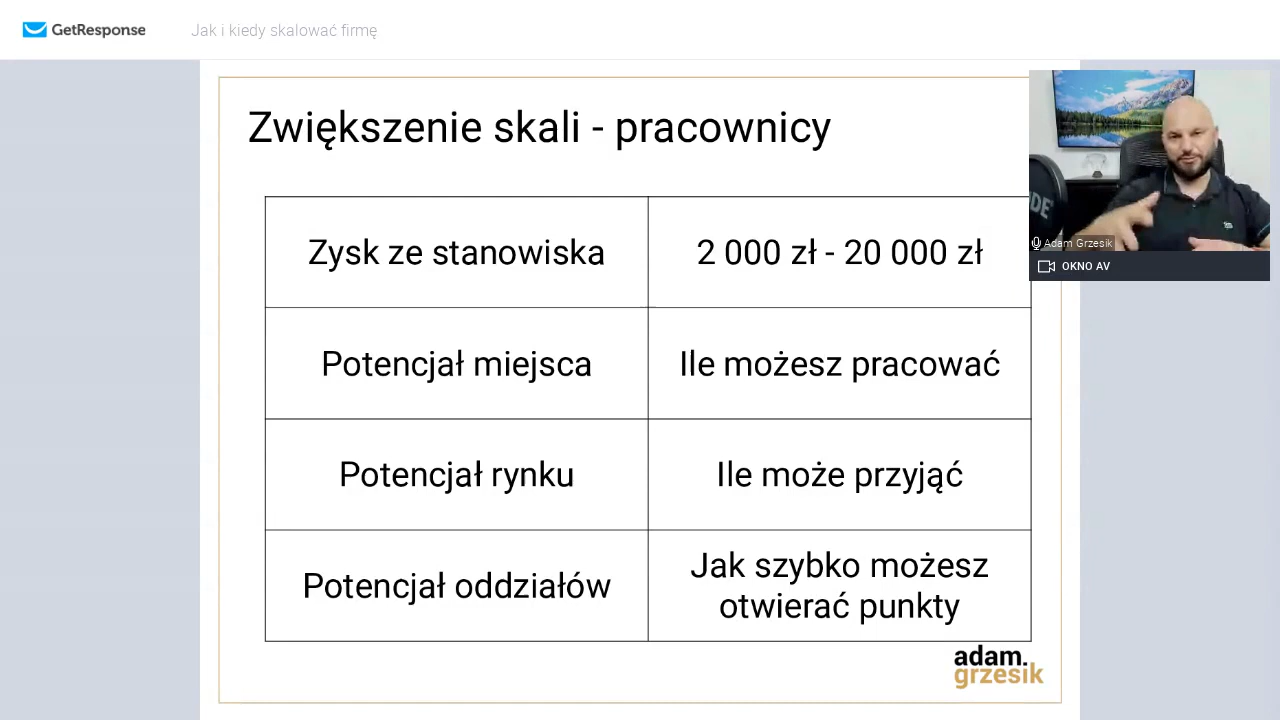 GetResponse
Jak i kiedy skalować firmę
Zwiększenie skali - pracownicy
Zysk ze stanowiska
2 000 zł - 20 000 zł
Potencjał miejsca
Ile możesz pracować
Potencjał rynku
Ile może przyjąć
Potencjał oddziałów
Jak szybko możesz
otwierać punkty
adam.
grzesik
Adam Grzesik
OKNO AV